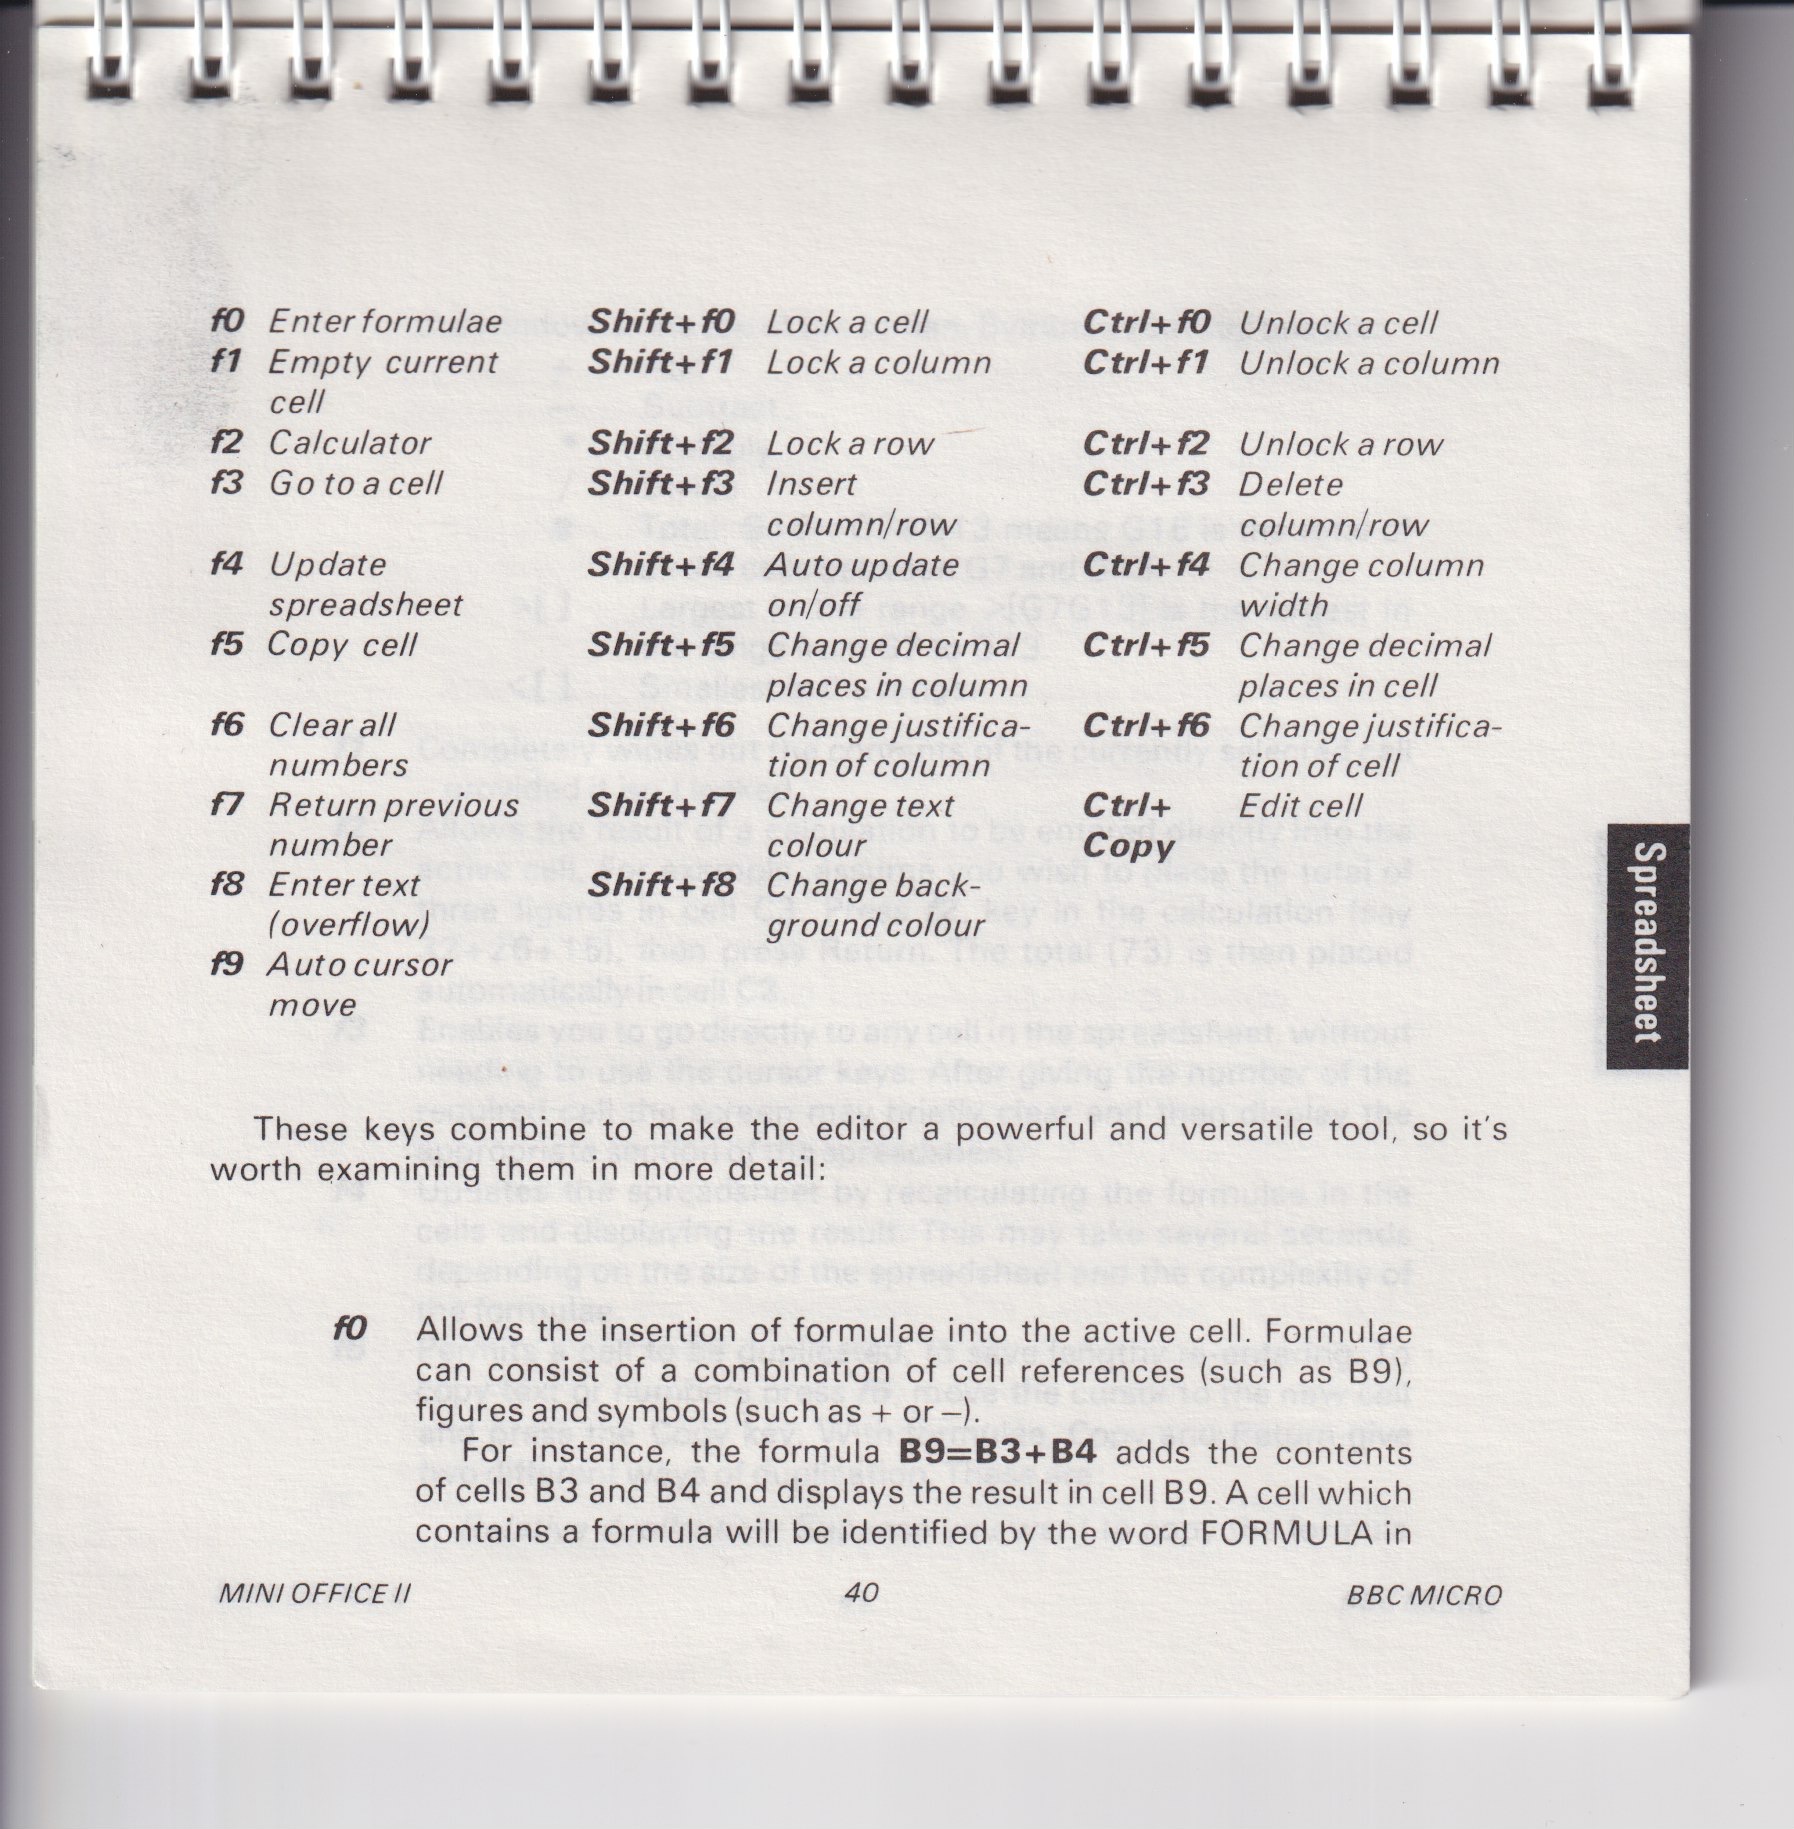 f0 Enter formulae Shift+f0 Lock a cell Ctrl+f0 Unlock a cell
f1 Empty current Shift+f1 Lock a column Ctrl+f1 Unlock a column
cell
f2 Calculator Shift+f2 Lock a row Ctrl+f2 Unlock a row
f3 Go to a cell Shift+f3 Insert Ctrl+f3 Delete
column/row column/row
f4 Update Shift+f4 Auto update Ctrl+f4 Change column
spreadsheet on/off width
f5 Copy cell Shift+f5 Change decimal Ctrl+f5 Change decimal
places in column places in cell
f6 Clear all Shift+f6 Change justifica- Ctrl+f6 Change justifica-
numbers tion of column tion of cell
f7 Return previous Shift+f7 Change text Ctrl+ Edit cell
number colour Copy
f8 Enter text Shift+f8 Change back-
(overflow) ground colour
f9 Auto cursor
move
Spreadsheet
These keys combine to make the editor a powerful and versatile tool, so it's
worth examining them in more detail:
f0 Allows the insertion of formulae into the active cell. Formulae
can consist of a combination of cell references (such as B9),
figures and symbols (such as + or –).
For instance, the formula B9=B3+B4 adds the contents
of cells B3 and B4 and displays the result in cell B9. A cell which
contains a formula will be identified by the word FORMULA in
MINI OFFICE II 40 BBC MICRO